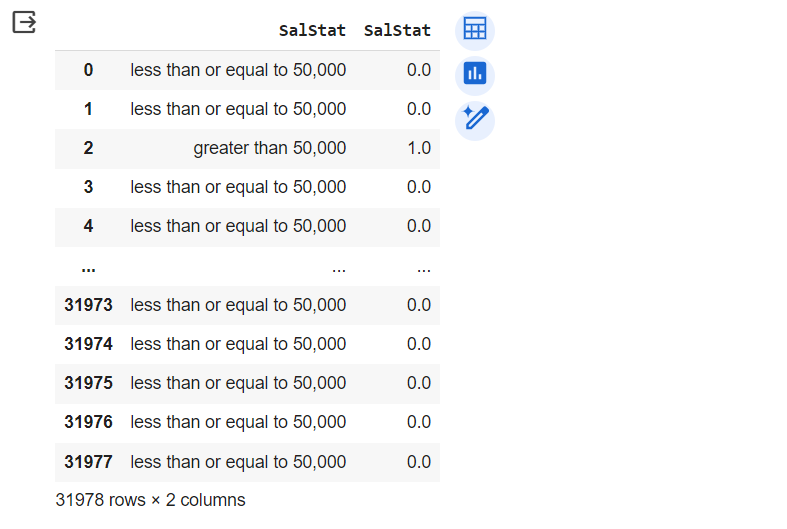 SalStat SalStat
0 less than or equal to 50,000 0.0
1 less than or equal to 50,000 0.0
2 greater than 50,000 1.0
3 less than or equal to 50,000 0.0
4 less than or equal to 50,000 0.0
... ... ...
31973 less than or equal to 50,000 0.0
31974 less than or equal to 50,000 0.0
31975 less than or equal to 50,000 0.0
31976 less than or equal to 50,000 0.0
31977 less than or equal to 50,000 0.0
31978 rows × 2 columns